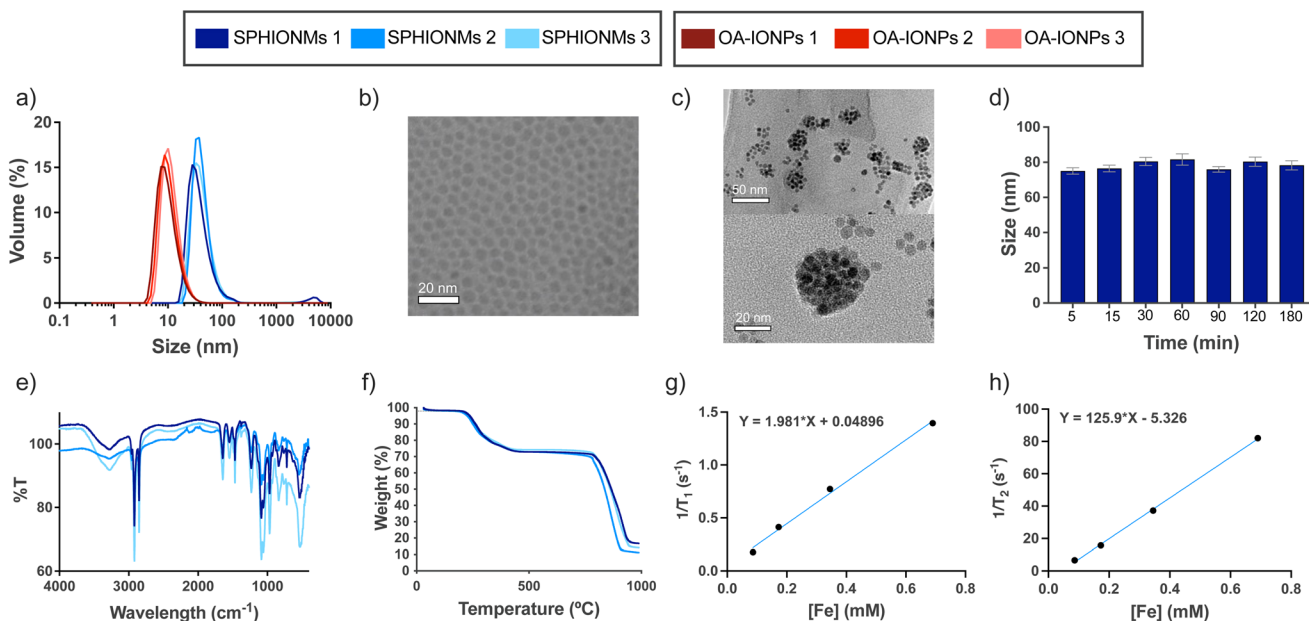 SPHIONMs 1 SPHIONMs 2 SPHIONMs 3 OA-IONPs 1 OA-IONPs 2 OA-IONPs 3
a)
20
15
10
5
0
0.1 1 10 100 1000 10000
Volume (%)
Size (nm)
b)
20 nm
c)
50 nm
20 nm
d)
100
80
60
40
20
0
5 15 30 60 90 120 180
Size (nm)
Time (min)
e)
100
80
60
4000 3000 2000 1000
%T
Wavelength (cm⁻¹)
f)
100
90
80
70
60
50
40
30
20
10
0
0 500 1000
Weight (%)
Temperature (ºC)
g)
Y = 1.981*X + 0.04896
1.5
1.0
0.5
0.0
0.0 0.2 0.4 0.6 0.8
1/T₁ (s⁻¹)
[Fe] (mM)
h)
Y = 125.9*X - 5.326
100
80
60
40
20
0
0.0 0.2 0.4 0.6 0.8
1/T₂ (s⁻¹)
[Fe] (mM)